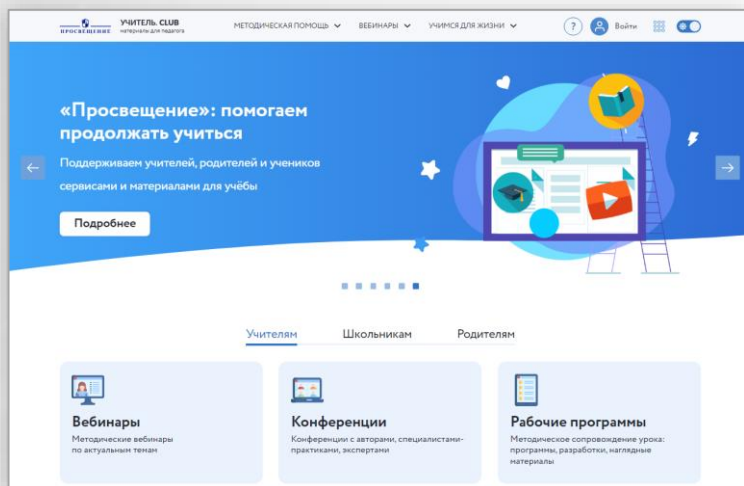 ПРОСВЕЩЕНИЕ
УЧИТЕЛЬ. CLUB
материалы для педагога
МЕТОДИЧЕСКАЯ ПОМОЩЬ
ВЕБИНАРЫ
УЧИМСЯ ДЛЯ ЖИЗНИ
?
Войти
«Просвещение»: помогаем
продолжать учиться
Поддерживаем учителей, родителей и учеников
сервисами и материалами для учёбы
Подробнее
Учителям
Школьникам
Родителям
Вебинары
Методические вебинары
по актуальным темам
Конференции
Конференции с авторами, специалистами-
практиками, экспертами
Рабочие программы
Методическое сопровождение урока:
программы, разработки, наглядные
материалы